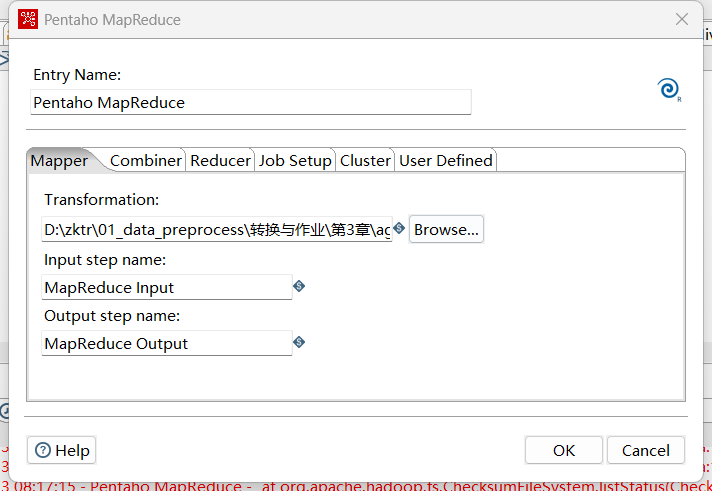 Pentaho MapReduce
Entry Name:
Pentaho MapReduce
Mapper Combiner Reducer Job Setup Cluster User Defined
Transformation:
D:\zktr\01_data_preprocess\转换与作业\第3章\ag
Browse...
Input step name:
MapReduce Input
Output step name:
MapReduce Output
Help OK Cancel
3 08:17:15 - Pentaho MapReduce - at org.apache.hadoop.fs.ChecksumFileSystem.listStatus(Check